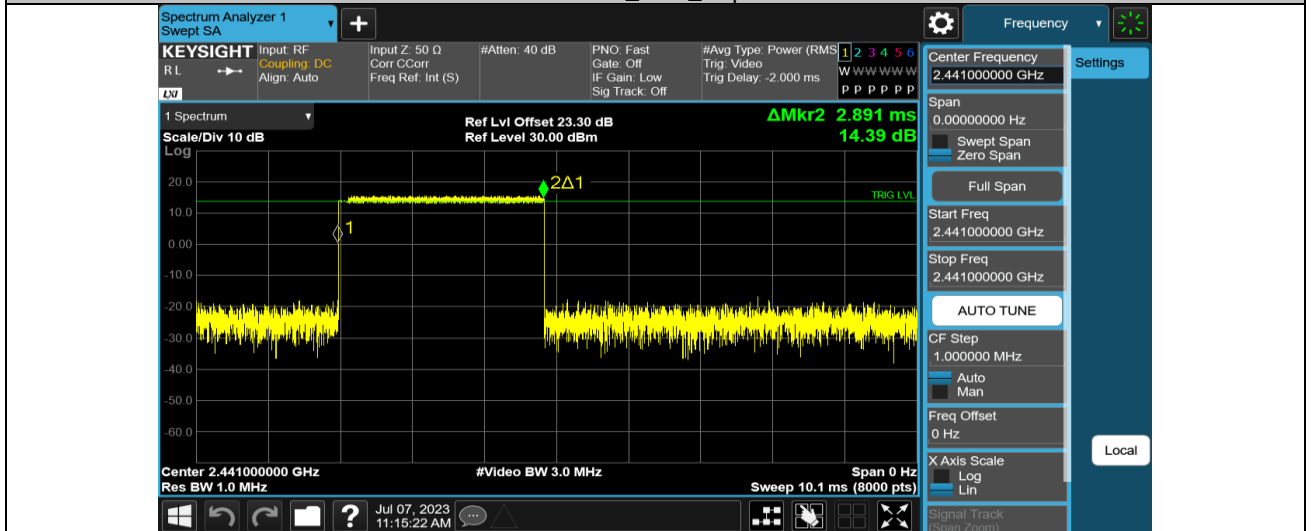 Spectrum Analyzer 1
Swept SA
+
Frequency
KEYSIGHT
RL
LXI
Input: RF
Coupling: DC
Align: Auto
Input Z: 50 Ω
Corr CCorr
Freq Ref: Int (S)
#Atten: 40 dB
PNO: Fast
Gate: Off
IF Gain: Low
Sig Track: Off
#Avg Type: Power (RMS
Trig: Video
Trig Delay: -2.000 ms
1 2 3 4 5 6
W W W W W W
P P P P P P
1 Spectrum
Scale/Div 10 dB
Log
Ref Lvl Offset 23.30 dB
Ref Level 30.00 dBm
ΔMkr2 2.891 ms
14.39 dB
20.0
10.0
0.00
-10.0
-20.0
-30.0
-40.0
-50.0
-60.0
2Δ1
1
TRIG LVL
Center 2.441000000 GHz
Res BW 1.0 MHz
#Video BW 3.0 MHz
Span 0 Hz
Sweep 10.1 ms (8000 pts)
?
Jul 07, 2023
11:15:22 AM
Center Frequency
2.441000000 GHz
Settings
Span
0.00000000 Hz
Swept Span
Zero Span
Full Span
Start Freq
2.441000000 GHz
Stop Freq
2.441000000 GHz
AUTO TUNE
CF Step
1.000000 MHz
Auto
Man
Freq Offset
0 Hz
X Axis Scale
Log
Lin
Local
Signal Track
(Span Zoom)